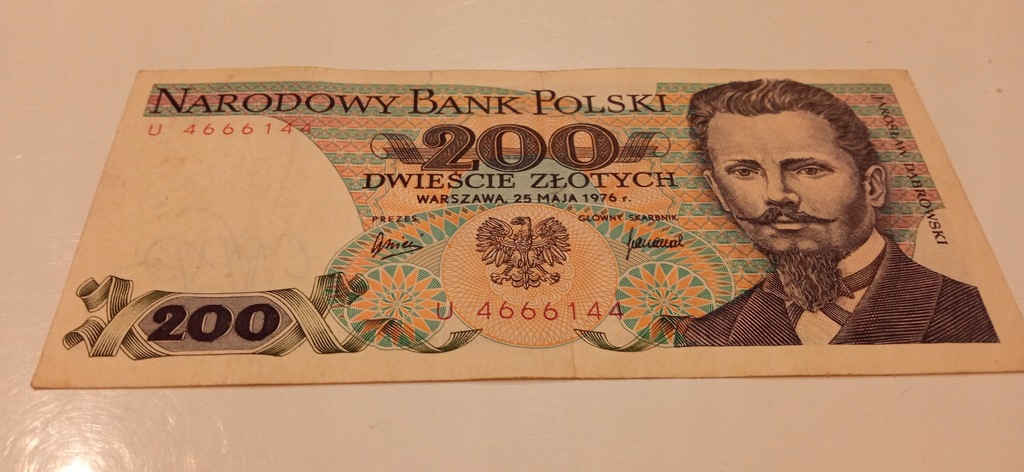 NARODOWY BANK POLSKI
U 4666144
200
DWIEŚCIE ZŁOTYCH
WARSZAWA, 25 MAJA 1976 r.
PREZES
GŁÓWNY SKARBNIK
JAROSŁAW DĄBROWSKI
200
U 4666144